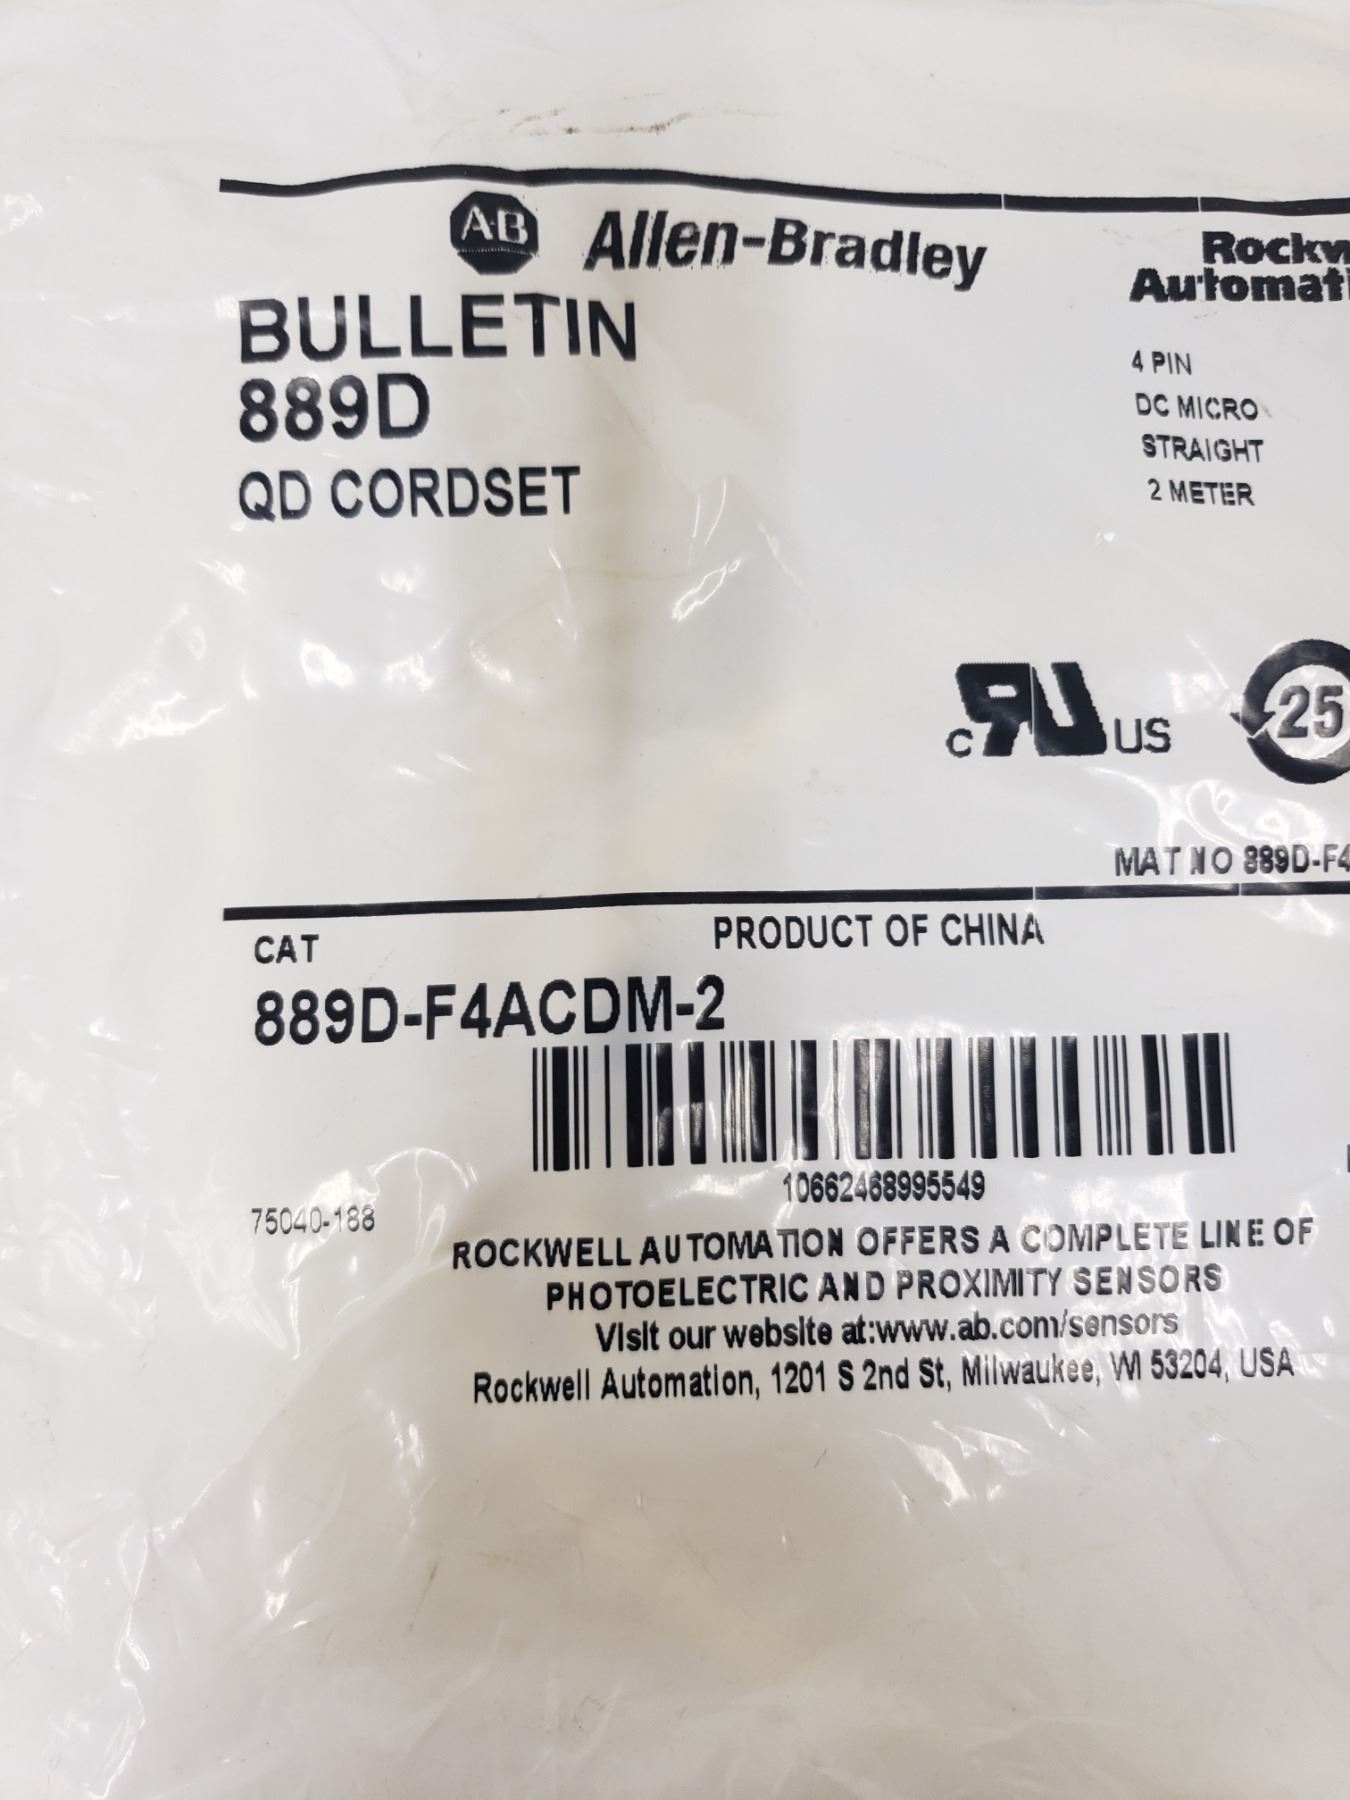 A-B Allen-Bradley
Rockw
Automati
BULLETIN
889D
QD CORDSET
4 PIN
DC MICRO
STRAIGHT
2 METER
c RU US
25
MAT NO 889D-F4
CAT
PRODUCT OF CHINA
889D-F4ACDM-2
10662468995549
75040-188
ROCKWELL AUTOMATION OFFERS A COMPLETE LINE OF
PHOTOELECTRIC AND PROXIMITY SENSORS
Visit our website at:www.ab.com/sensors
Rockwell Automation, 1201 S 2nd St, Milwaukee, WI 53204, USA